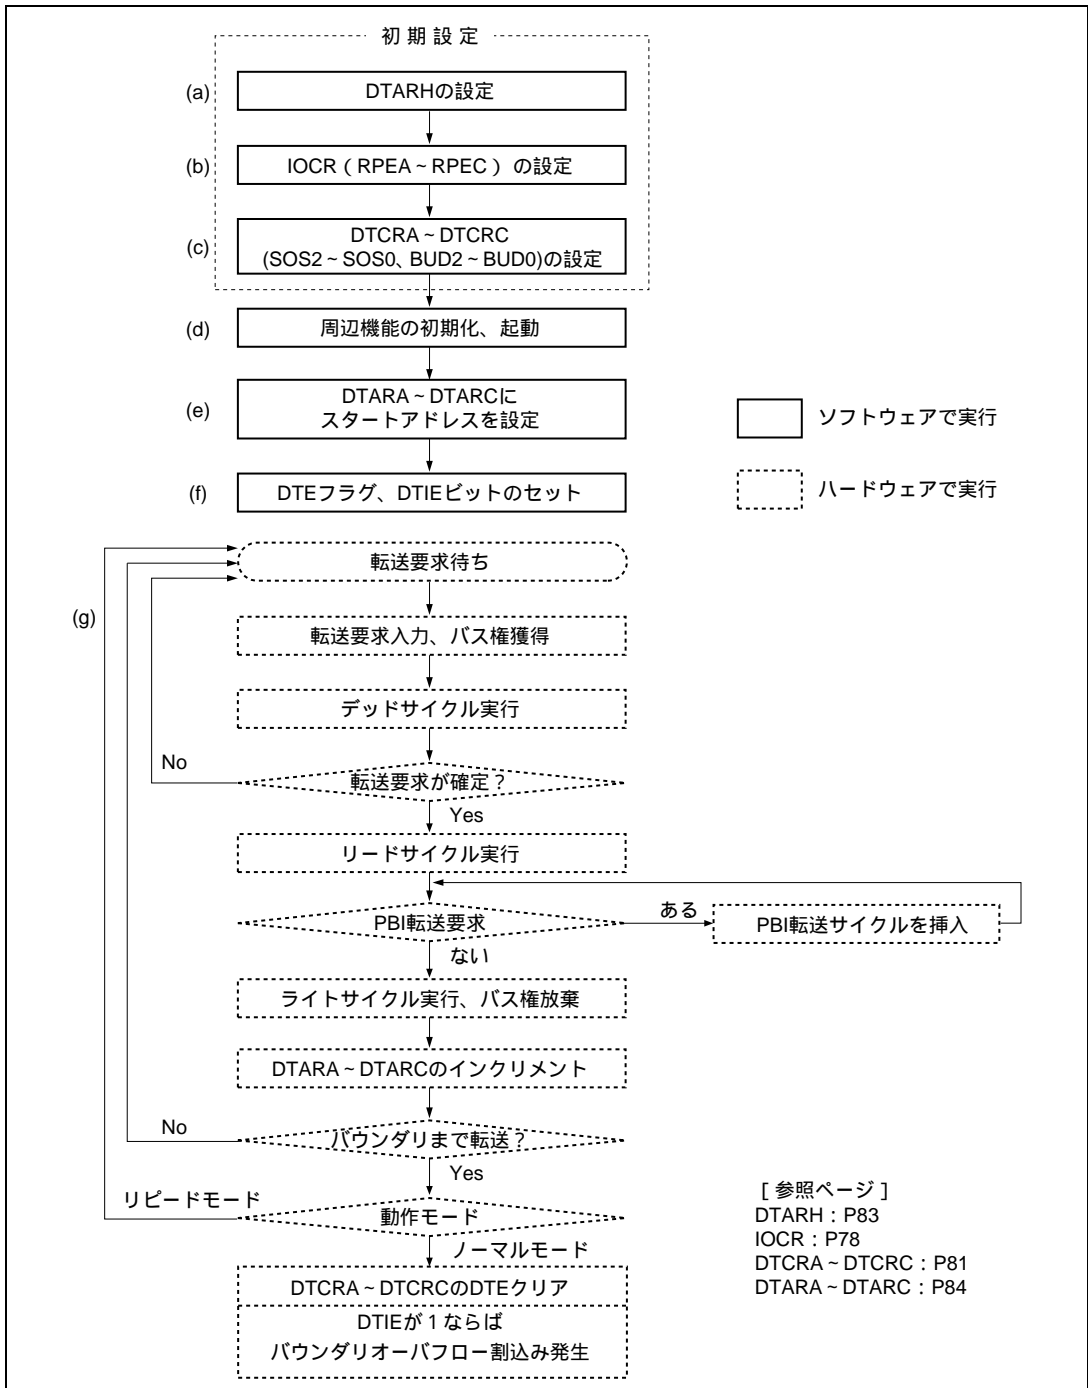 初 期 設 定
(a)
DTARHの設定
(b)
IOCR ( RPEA ~ RPEC ) の設定
(c)
DTCRA ~ DTCRC
(SOS2 ~ SOS0、BUD2 ~ BUD0)の設定
(d)
周辺機能の初期化、起動
(e)
DTARA ~ DTARCに
スタートアドレスを設定
(f)
DTEフラグ、DTIEビットのセット
ソフトウェアで実行
ハードウェアで実行
(g)
転送要求待ち
転送要求入力、バス権獲得
デッドサイクル実行
No
転送要求が確定？
Yes
リードサイクル実行
PBI転送要求
ある
PBI転送サイクルを挿入
ない
ライトサイクル実行、バス権放棄
DTARA ~ DTARCのインクリメント
No
バウンダリまで転送？
Yes
リピードモード
動作モード
ノーマルモード
DTCRA ~ DTCRCのDTEクリア
DTIEが１ならば
バウンダリオーバフロー割込み発生
[ 参照ページ ]
DTARH : P83
IOCR : P78
DTCRA ~ DTCRC : P81
DTARA ~ DTARC : P84